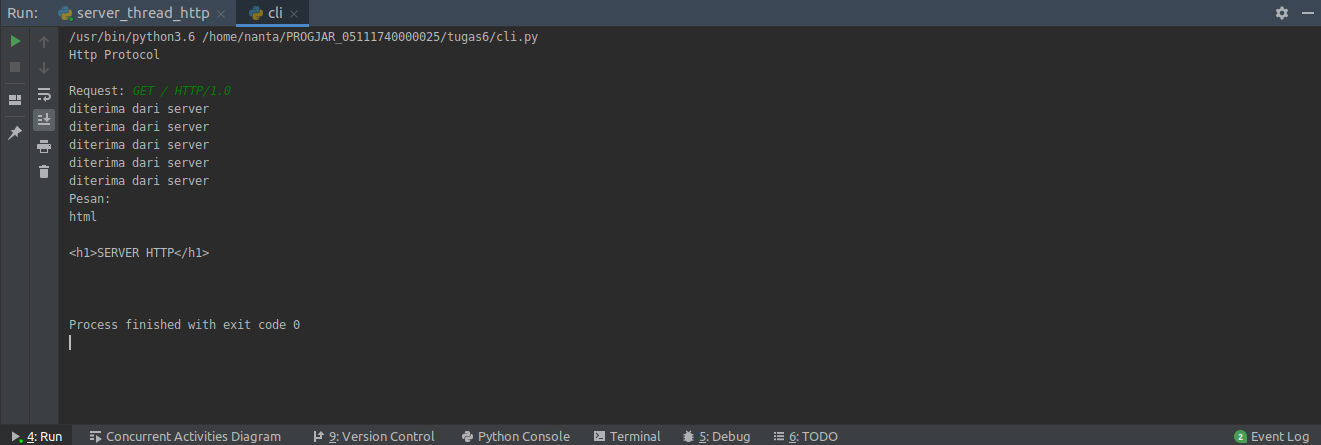 Run: server_thread_http cli
/usr/bin/python3.6 /home/nanta/PROGJAR_05111740000025/tugas6/cli.py
Http Protocol
Request: GET / HTTP/1.0
diterima dari server
diterima dari server
diterima dari server
diterima dari server
diterima dari server
Pesan:
html
<h1>SERVER HTTP</h1>
Process finished with exit code 0
4: Run Concurrent Activities Diagram 9: Version Control Python Console Terminal 5: Debug 6: TODO 2 Event Log